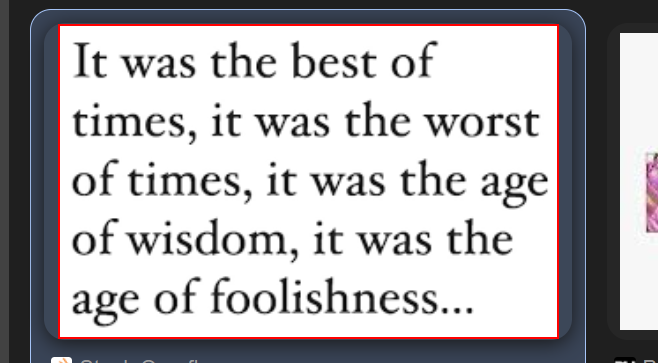 It was the best of
times, it was the worst
of times, it was the age
of wisdom, it was the
age of foolishness...